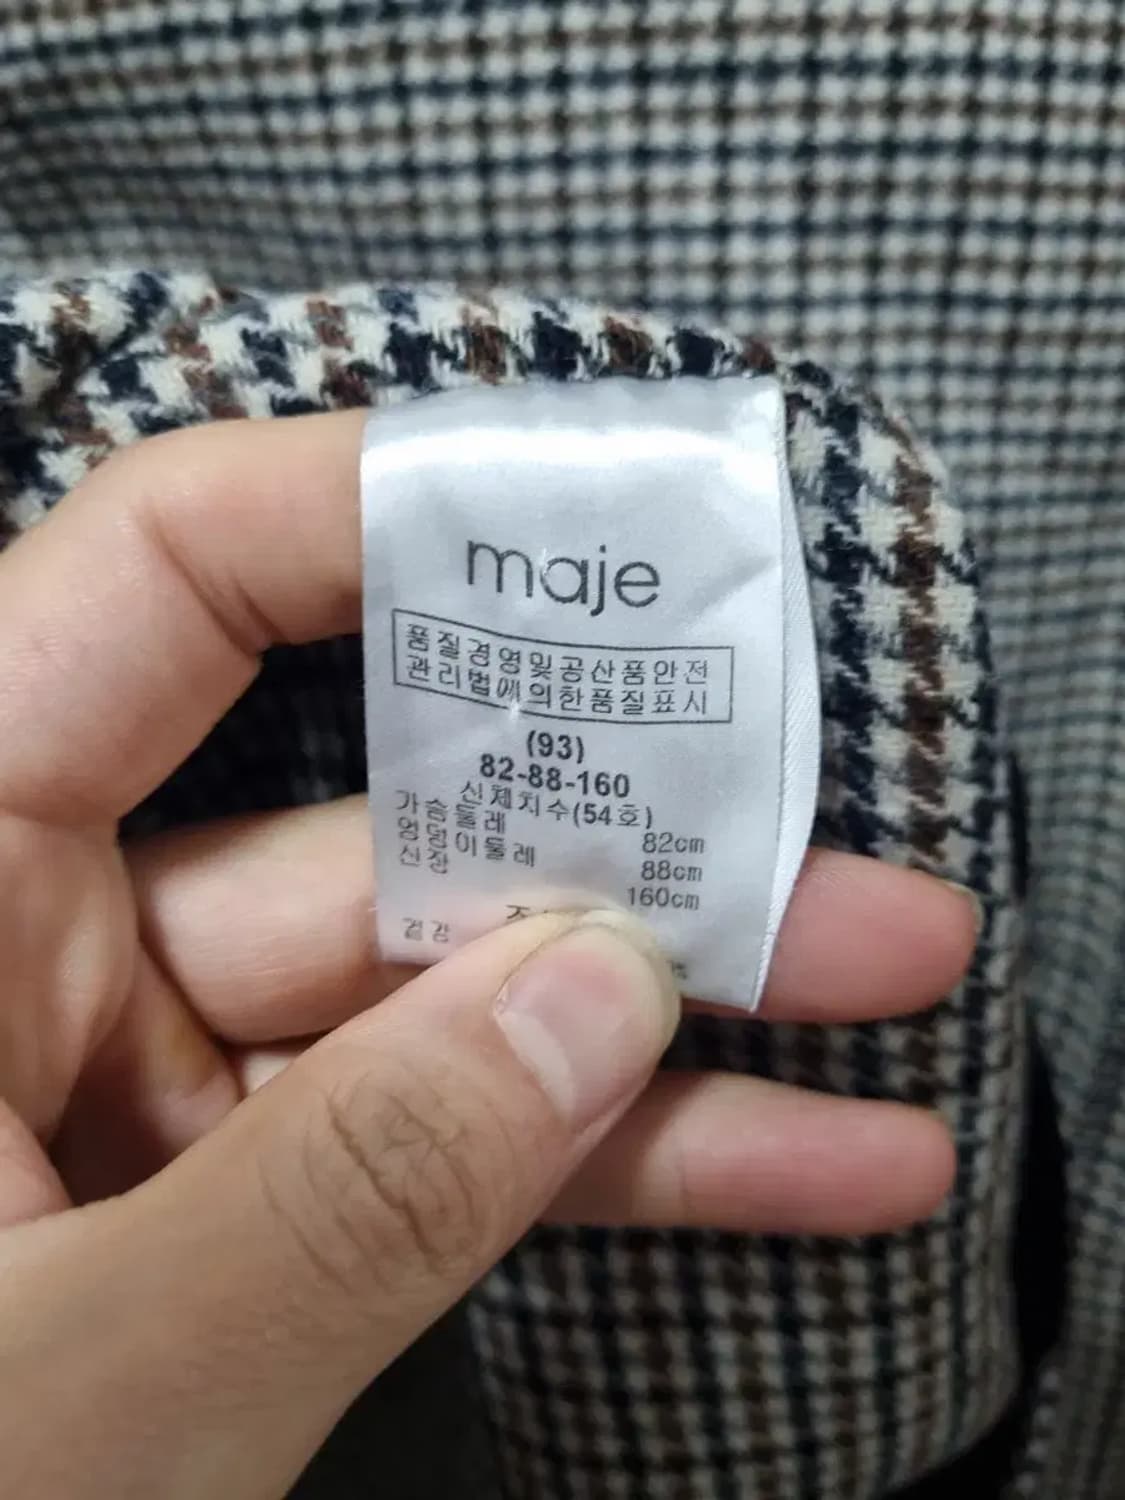 maje
품질경영및공산품안전
관리법에의한품질표시
(93)
82-88-160
신체치수(54호)
가슴둘레 82cm
엉덩이둘레 88cm
신장 160cm
겉감